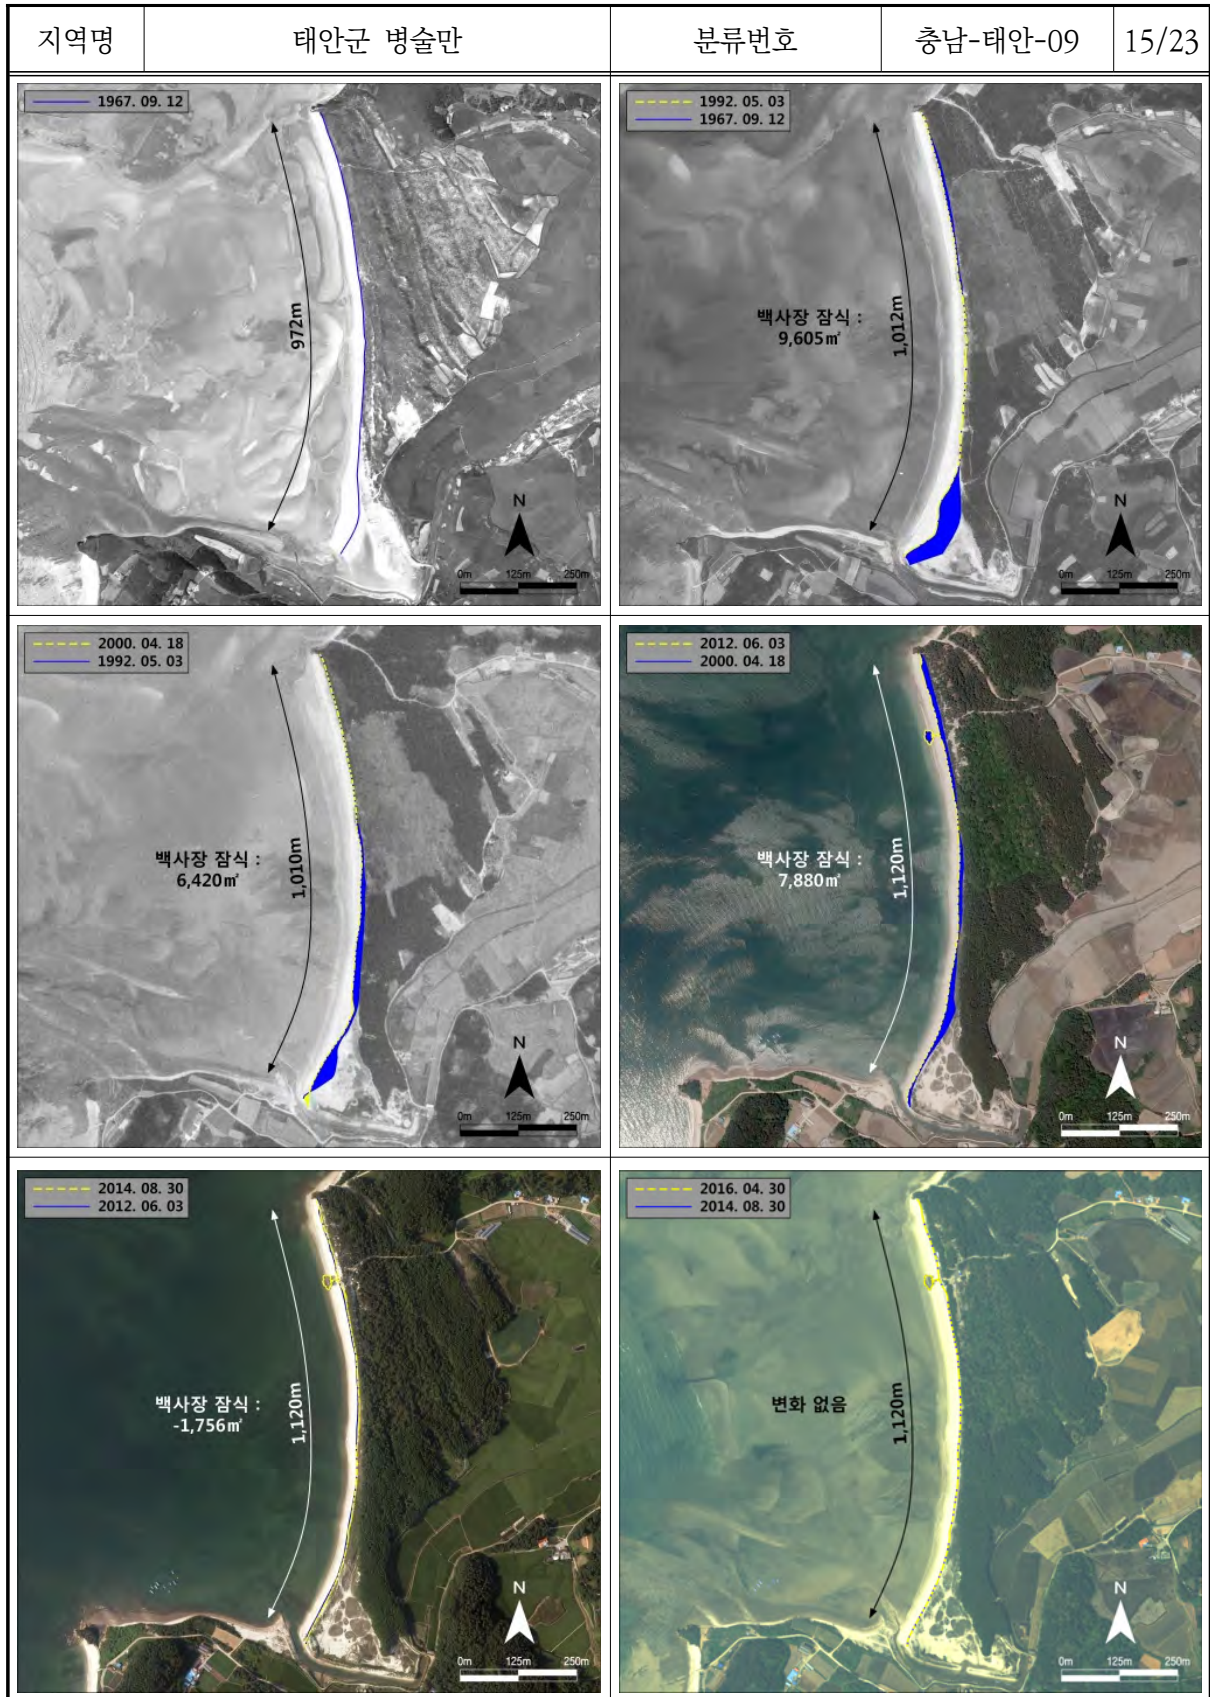 지역명 태안군 병술만 분류번호 충남-태안-09 15/23
1967. 09. 12
972m
N
0m 125m 250m
1992. 05. 03
1967. 09. 12
백사장 잠식 :
9,605㎡
1,012m
N
0m 125m 250m
2000. 04. 18
1992. 05. 03
백사장 잠식 :
6,420㎡
1,010m
N
0m 125m 250m
2012. 06. 03
2000. 04. 18
백사장 잠식 :
7,880㎡
1,120m
N
0m 125m 250m
2014. 08. 30
2012. 06. 03
백사장 잠식 :
-1,756㎡
1,120m
N
0m 125m 250m
2016. 04. 30
2014. 08. 30
변화 없음
1,120m
N
0m 125m 250m